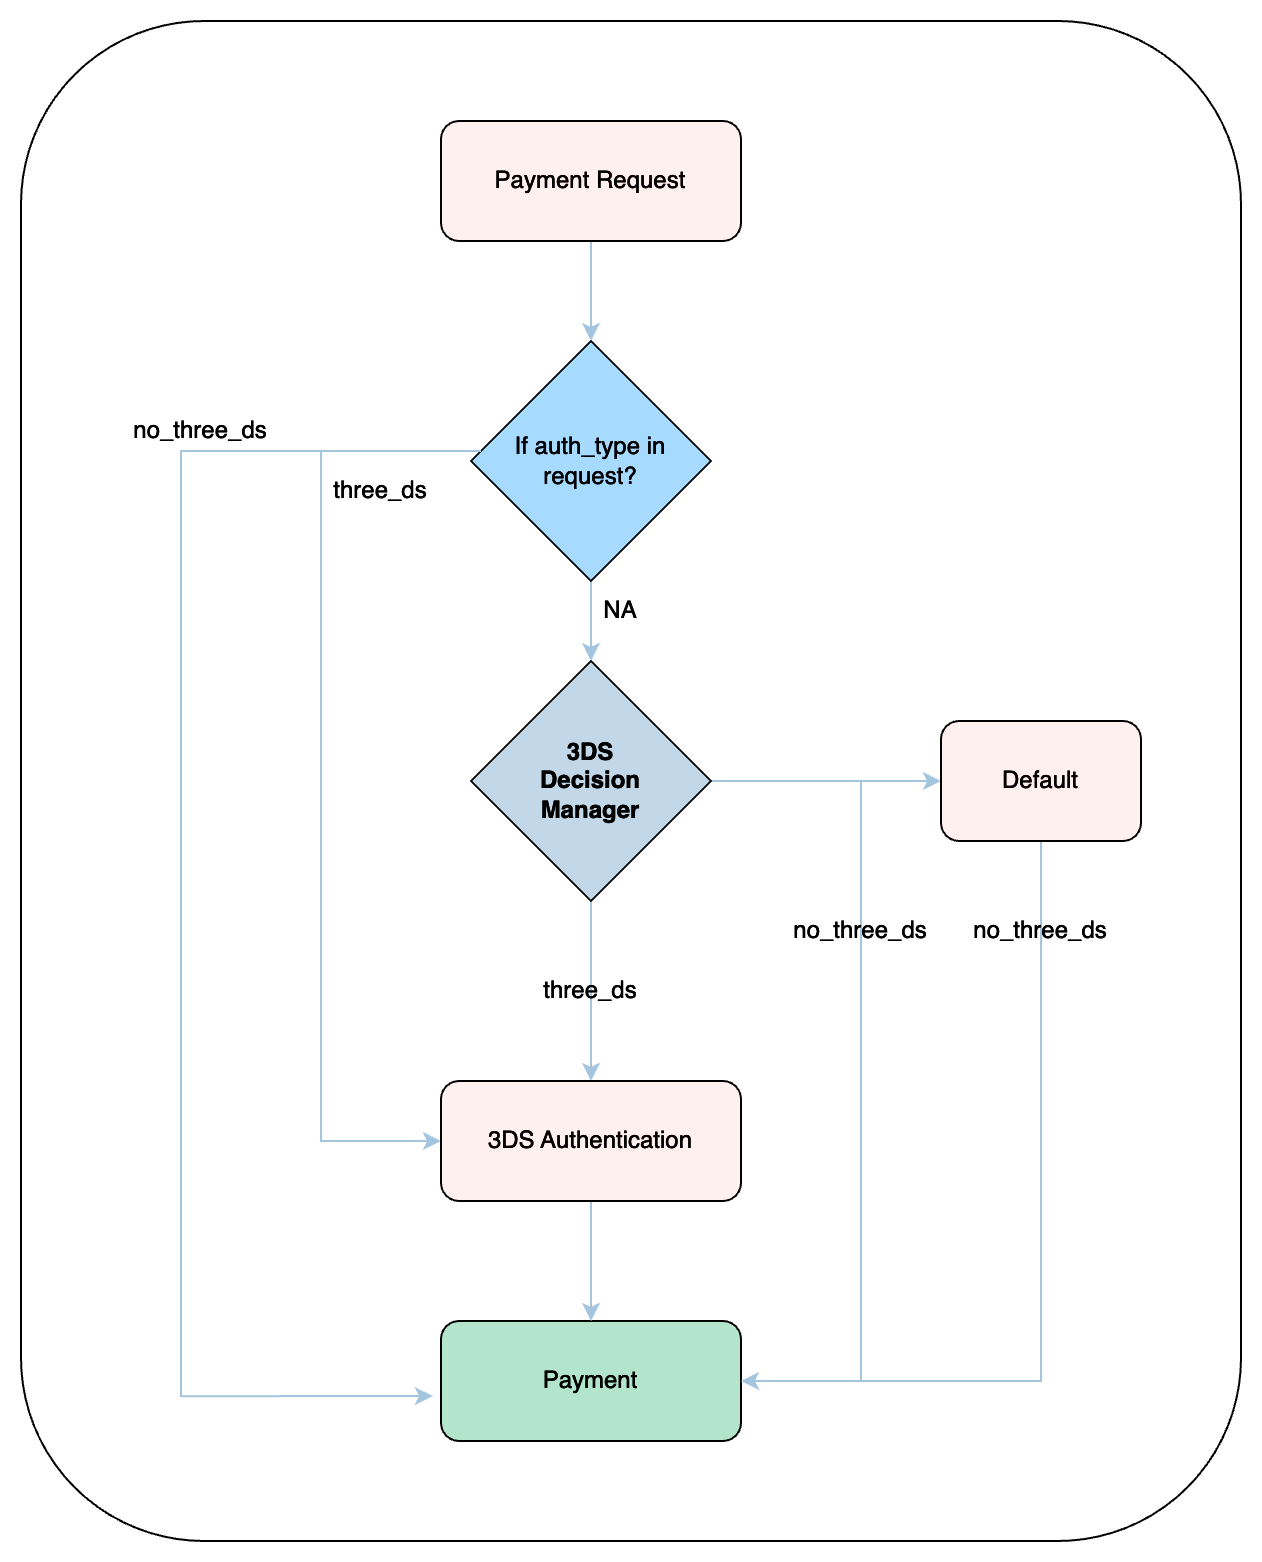 Payment Request
no_three_ds
If auth_type in
request?
three_ds
NA
3DS
Decision
Manager
Default
no_three_ds
no_three_ds
three_ds
3DS Authentication
Payment